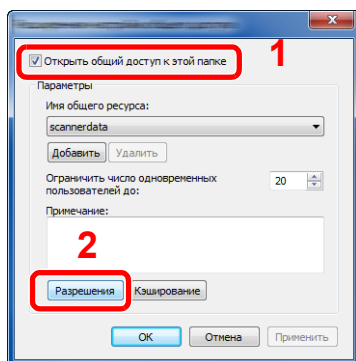 1
Открыть общий доступ к этой папке
Параметры
Имя общего ресурса:
scannerdata
Добавить Удалить
Ограничить число одновременных
пользователей до:
20
Примечание:
2
Разрешения Кэширование
OK Отмена Применить